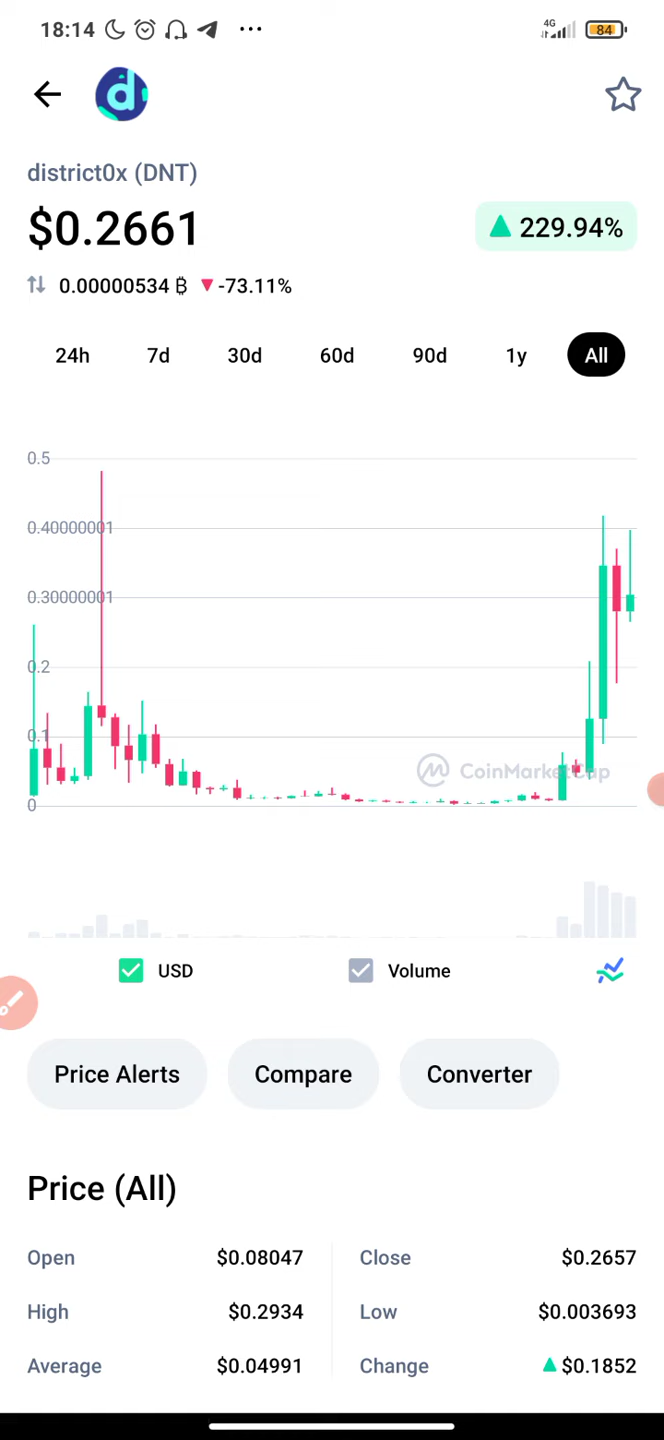 18:14 ... 4G 84
d
district0x (DNT)
$0.2661 ▲ 229.94%
0.00000534 ₿ ▼-73.11%
24h 7d 30d 60d 90d 1y All
0.5
0.40000001
0.30000001
0.2
0.1
CoinMarketCap
0
USD Volume
Price Alerts Compare Converter
Price (All)
Open $0.08047 Close $0.2657
High $0.2934 Low $0.003693
Average $0.04991 Change ▲ $0.1852